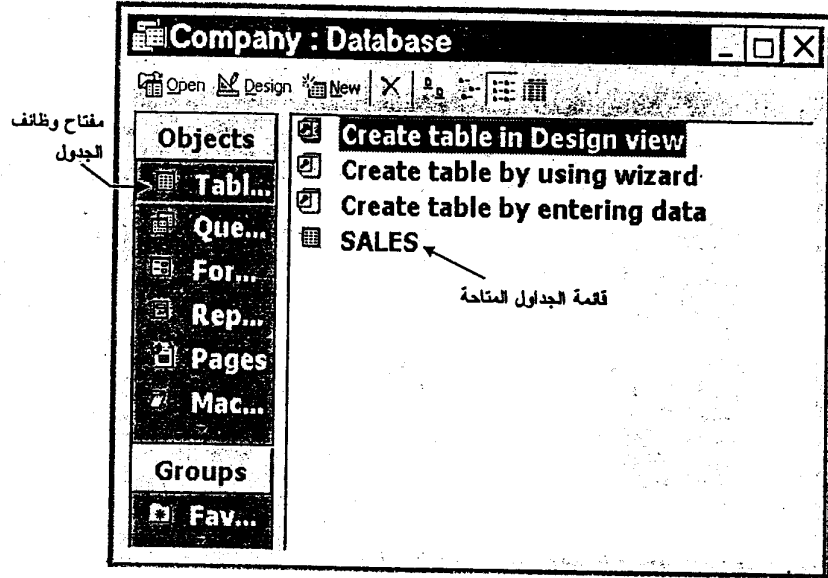 Company : Database
Open Design New
مفتاح وظائف
الجدول
Objects
Tabl...
Que...
For...
Rep...
Pages
Mac...
Groups
Fav...
Create table in Design view
Create table by using wizard
Create table by entering data
SALES
قائمة الجداول المتاحة